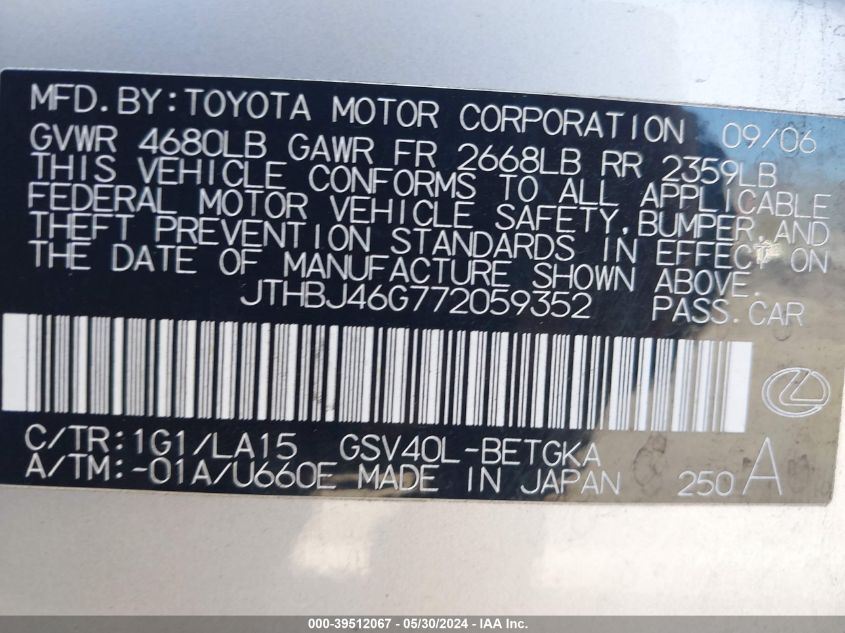 MFD.BY:TOYOTA MOTOR CORPORATION 09/06
GVWR 4680LB GAWR FR 2668LB RR 2359LB
THIS VEHICLE CONFORMS TO ALL APPLICABLE
FEDERAL MOTOR VEHICLE SAFETY,BUMPER,AND
THEFT PREVENTION STANDARDS IN EFFECT ON
THE DATE OF MANUFACTURE SHOWN ABOVE.
JTHBJ46G772059352 PASS.CAR
C/TR:1G1/LA15 GSV40L-BETGKA
A/TM:-01A/U660E MADE IN JAPAN 250 A
000-39512067 - 05/30/2024 - IAA Inc.